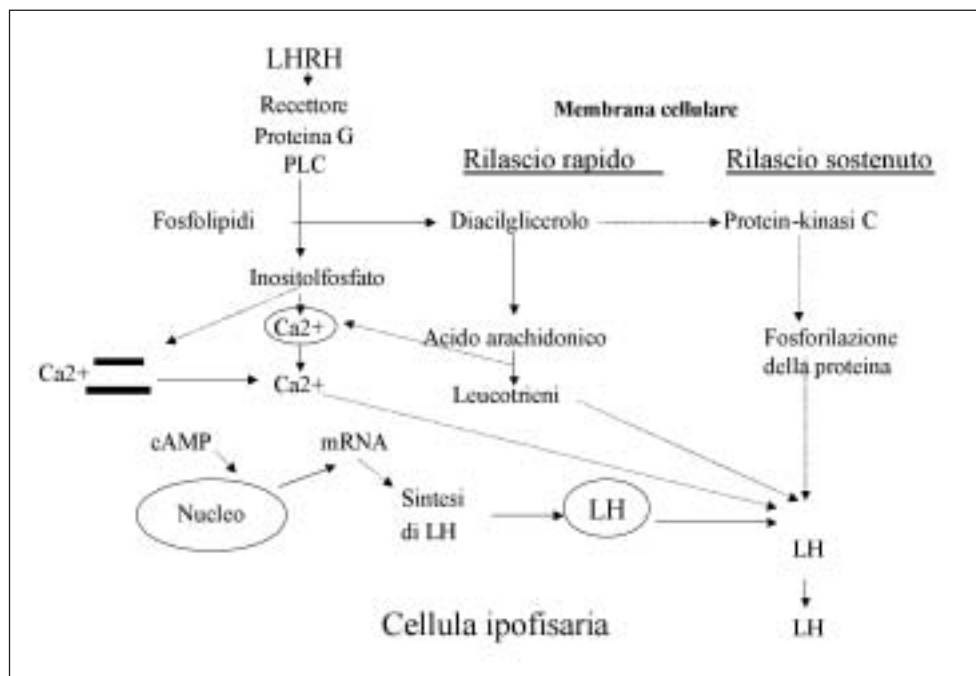 LHRH
Recettore
Proteina G
PLC
Membrana cellulare
Rilascio rapido
Rilascio sostenuto
Fosfolipidi
Diacilglicerolo
Protein-kinasi C
Inositolfosfato
Ca2+
Acido arachidonico
Fosforilazione
della proteina
Ca2+
Ca2+
Leucotrieni
cAMP
mRNA
Nucleo
Sintesi
di LH
LH
LH
Cellula ipofisaria
LH